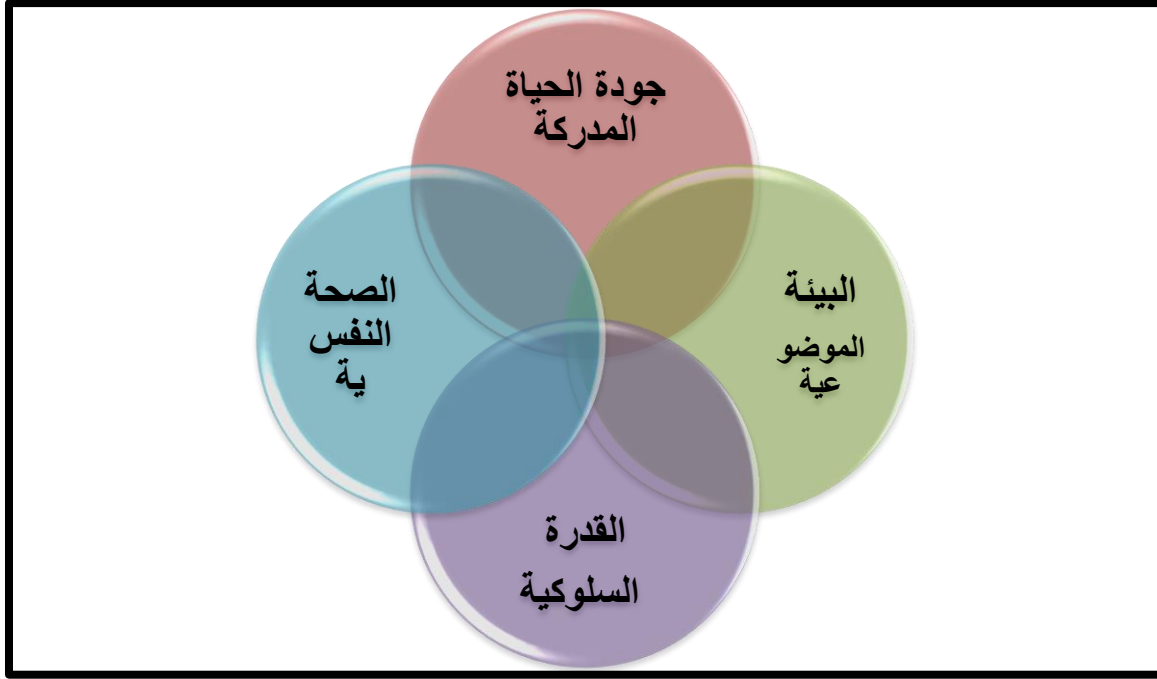 جودة الحياة
المدركة
البيئة
الموضو
عية
الصحة
النفس
ية
القدرة
السلوكية